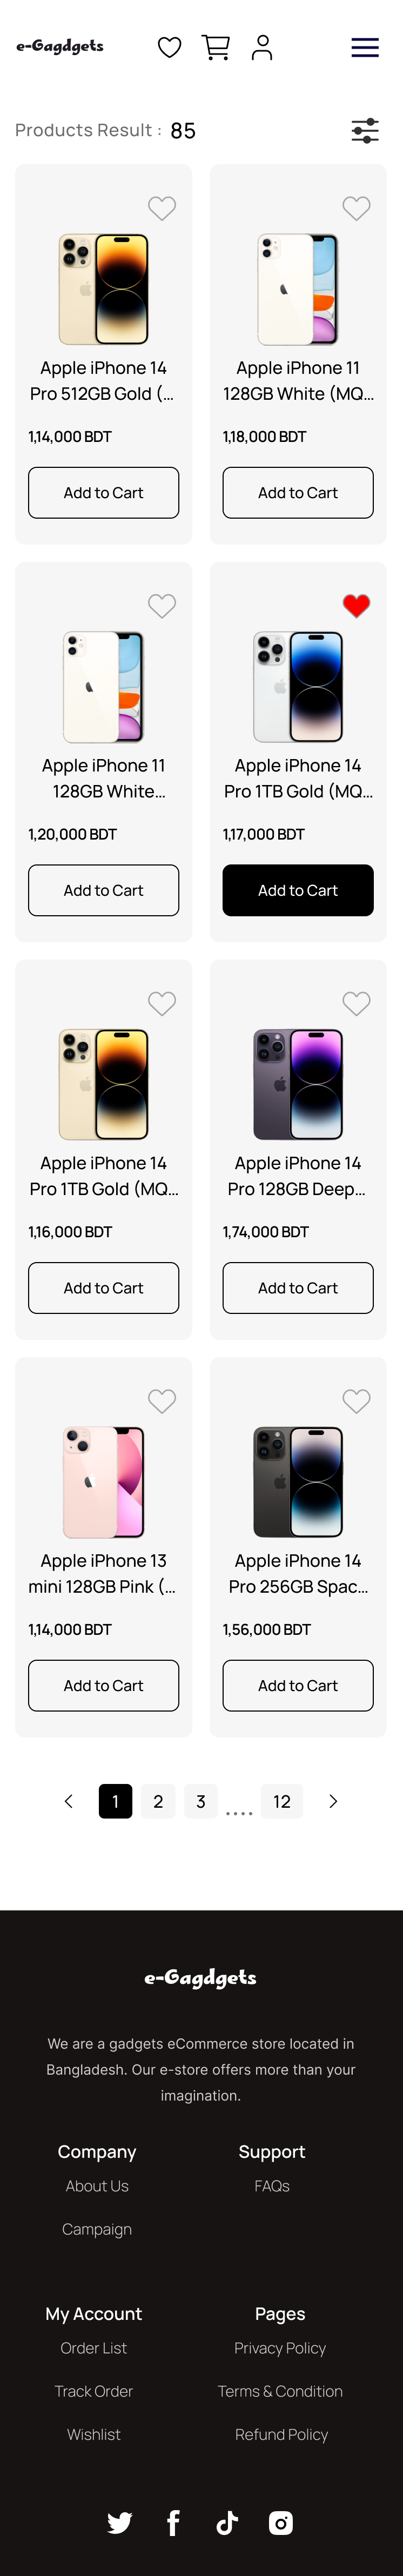 e-Gagdgets
Products Result : 85
Apple iPhone 14
Pro 512GB Gold (...
1,14,000 BDT
Add to Cart
Apple iPhone 11
128GB White (MQ...
1,18,000 BDT
Add to Cart
Apple iPhone 11
128GB White...
1,20,000 BDT
Add to Cart
Apple iPhone 14
Pro 1TB Gold (MQ...
1,17,000 BDT
Add to Cart
Apple iPhone 14
Pro 1TB Gold (MQ...
1,16,000 BDT
Add to Cart
Apple iPhone 14
Pro 128GB Deep...
1,74,000 BDT
Add to Cart
Apple iPhone 13
mini 128GB Pink (...
1,14,000 BDT
Add to Cart
Apple iPhone 14
Pro 256GB Spac...
1,56,000 BDT
Add to Cart
1 2 3 .... 12
e-Gagdgets
We are a gadgets eCommerce store located in
Bangladesh. Our e-store offers more than your
imagination.
Company
About Us
Campaign
Support
FAQs
My Account
Order List
Track Order
Wishlist
Pages
Privacy Policy
Terms & Condition
Refund Policy